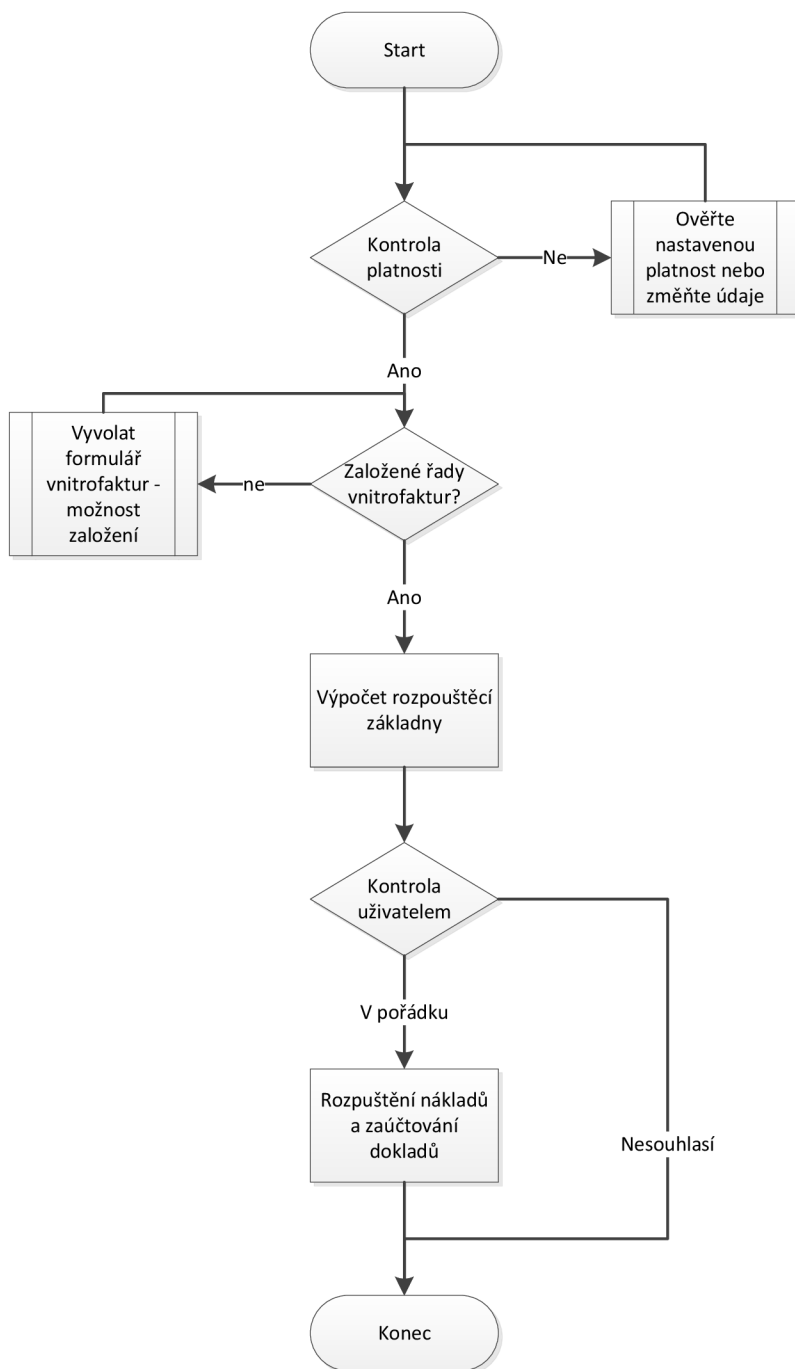 Start
Kontrola
platnosti
Ne
Ověřte
nastavenou
platnost nebo
změňte údaje
Ano
Vyvolat
formulář
vnitrofaktur -
možnost
založení
ne
Založené řady
vnitrofaktur?
Ano
Výpočet rozpouštěcí
základny
Kontrola
uživatelem
V pořádku
Rozpuštění nákladů
a zaúčtování
dokladů
Nesouhlasí
Konec